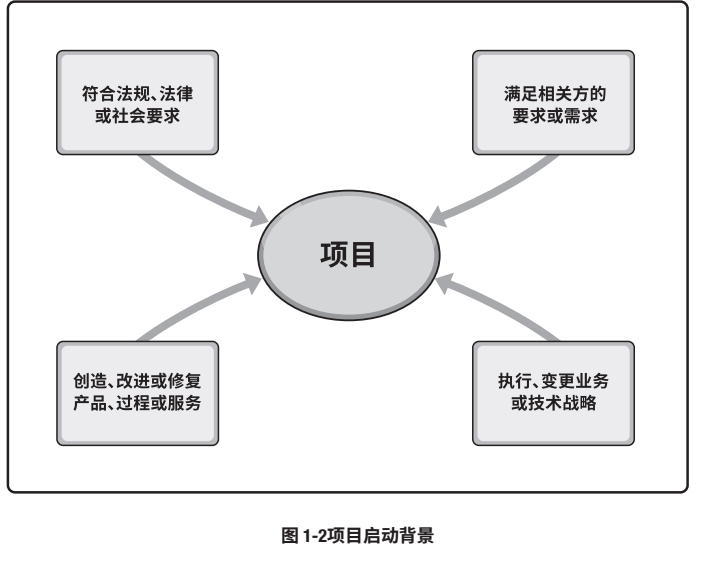 符合法规、法律
或社会要求
满足相关方的
要求或需求
项目
创造、改进或修复
产品、过程或服务
执行、变更业务
或技术战略
图 1-2项目启动背景